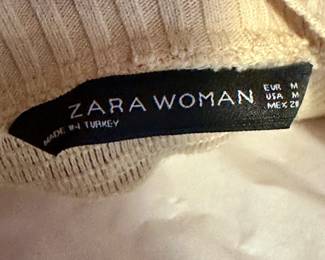 ZARA WOMAN
EUR M
USA M
MEX 28
MADE IN TURKEY